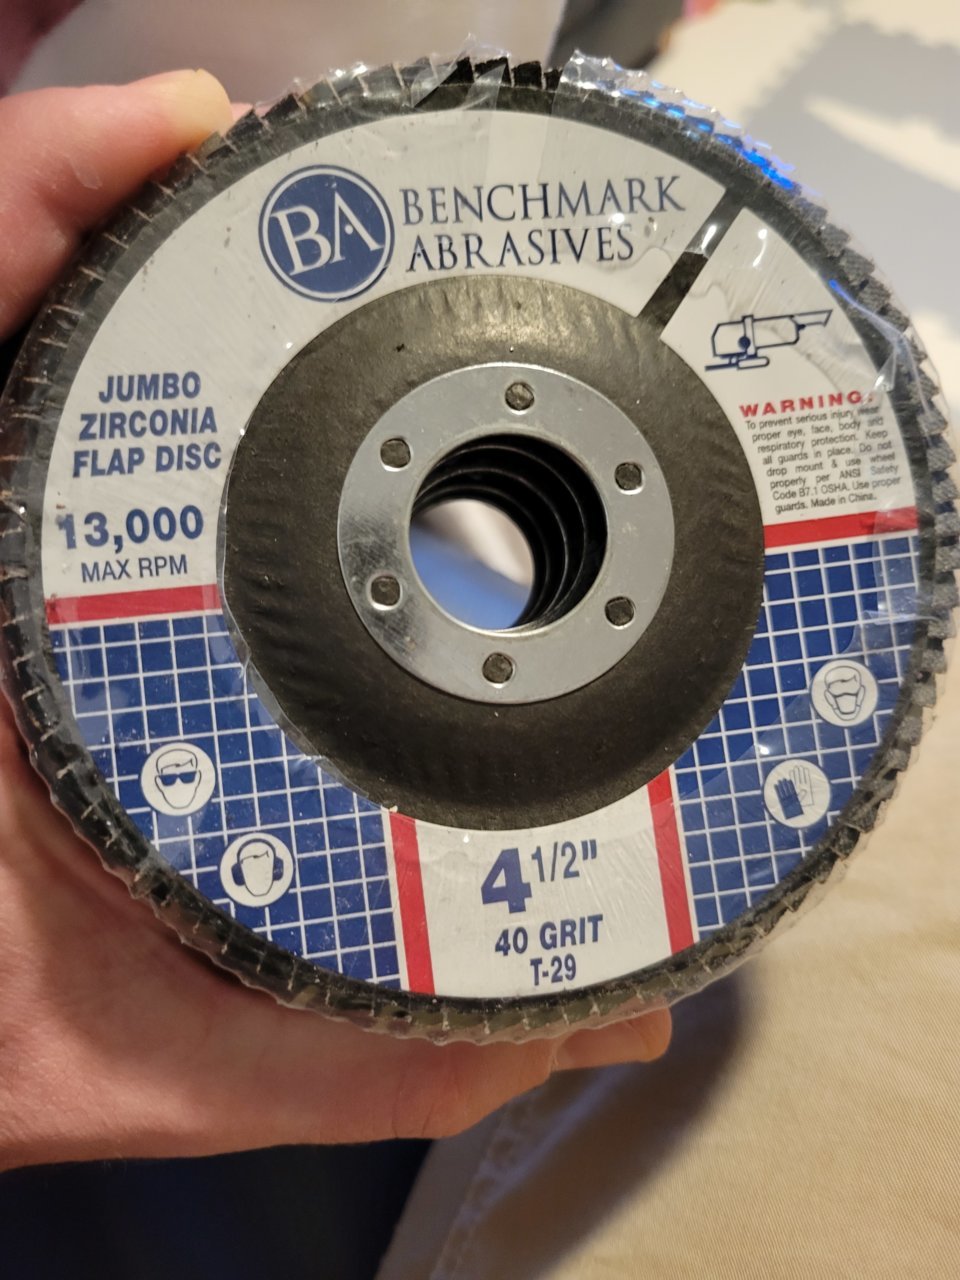 BA
BENCHMARK
ABRASIVES
JUMBO
ZIRCONIA
FLAP DISC
13,000
MAX RPM
WARNING:
To prevent serious injury, wear
proper eye, face, body and
respiratory protection. Keep
all guards in place. Do not
drop mount & use wheel
properly per ANSI Safety
Code B7.1 OSHA. Use proper
guards. Made in China.
4 1/2"
40 GRIT
T-29